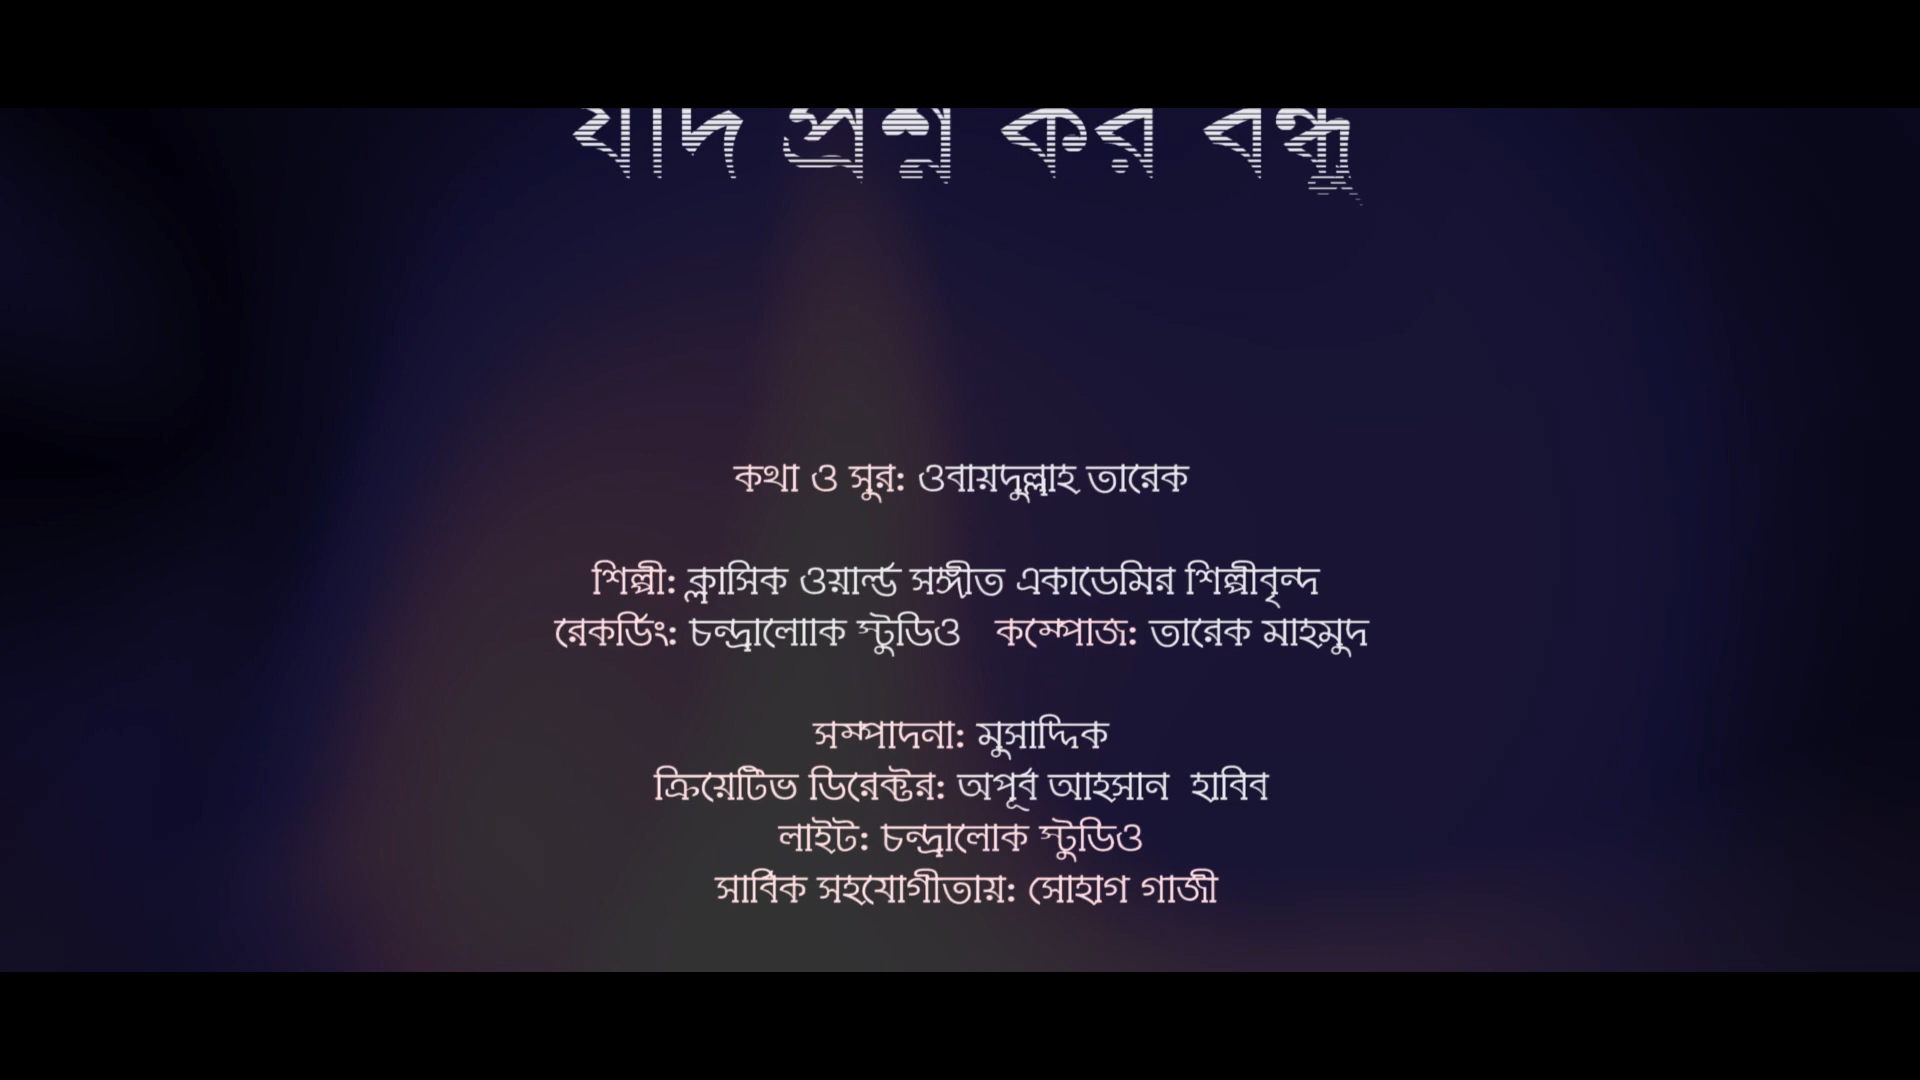 যদি প্রশ্ন কর বন্ধু
কথা ও সুর: ওবায়দুল্লাহ তারেক
শিল্পী: ক্লাসিক ওয়ার্ল্ড সঙ্গীত একাডেমির শিল্পীবৃন্দ
রেকর্ডিং: চন্দ্রালোাক স্টুডিও কম্পোজ: তারেক মাহমুদ
সম্পাদনা: মুসাদ্দিক
ক্রিয়েটিভ ডিরেক্টর: অপূর্ব আহসান হাবিব
লাইট: চন্দ্রালোক স্টুডিও
সার্বিক সহযোগীতায়: সোহাগ গাজী